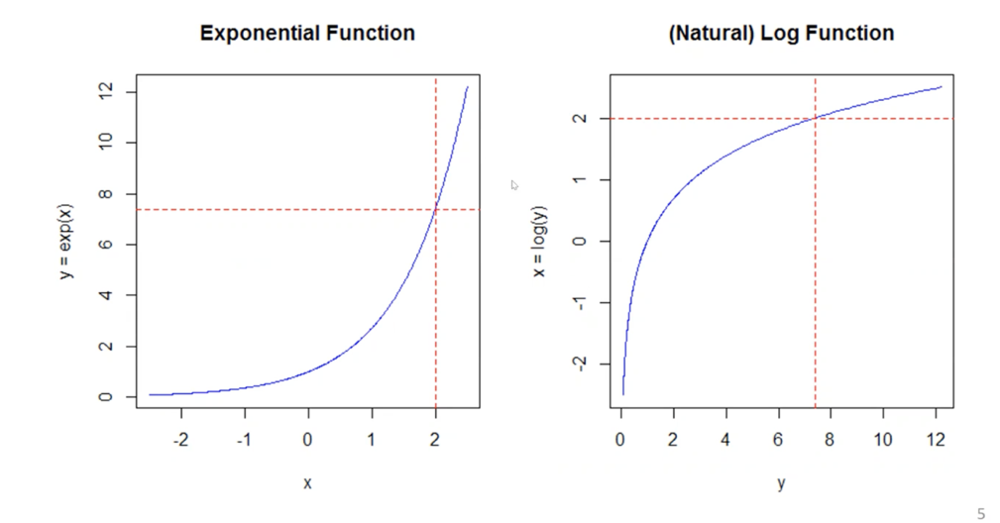 Exponential Function
y = exp(x)
12
10
8
6
4
2
0
-2 -1 0 1 2
x
(Natural) Log Function
x = log(y)
2
1
0
-1
-2
0 2 4 6 8 10 12
y
5